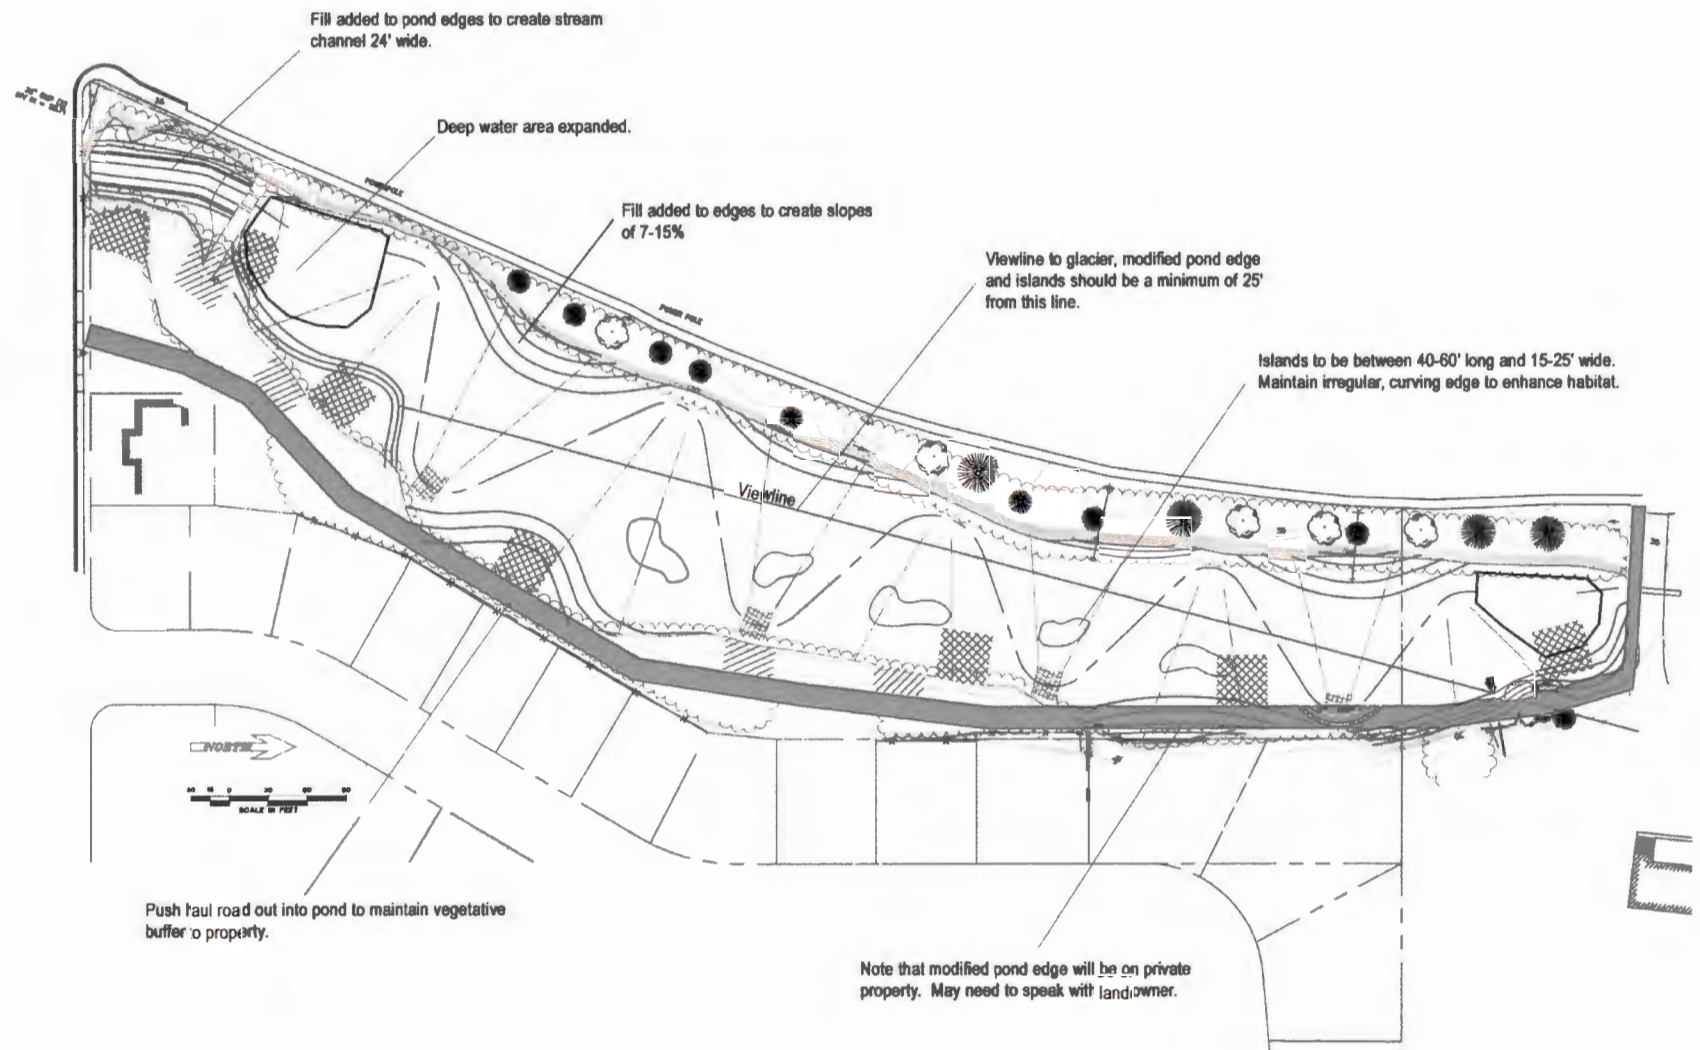 Fill added to pond edges to create stream
channel 24' wide.
Deep water area expanded.
POWER POLE
Fill added to edges to create slopes
of 7-15%
POWER POLE
Viewline to glacier, modified pond edge
and islands should be a minimum of 25'
from this line.
Islands to be between 40-60' long and 15-25' wide.
Maintain irregular, curving edge to enhance habitat.
Viewline
NORTH
0 30 60 90
SCALE IN FEET
Push haul road out into pond to maintain vegetative
buffer to property.
Note that modified pond edge will be on private
property. May need to speak with landowner.